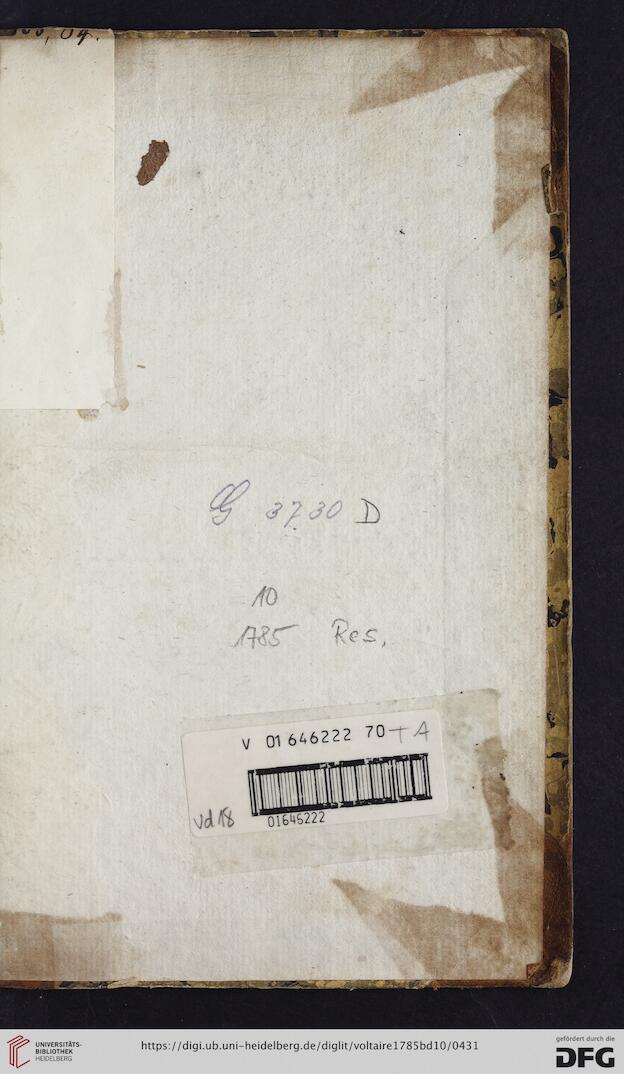 G 3730 D
10
1785 Res.
V 01 646222 70 + A
vd18
01646222
UNIVERSITÄTS-
BIBLIOTHEK
HEIDELBERG
https://digi.ub.uni-heidelberg.de/diglit/voltaire1785bd10/0431
gefördert durch die
DFG